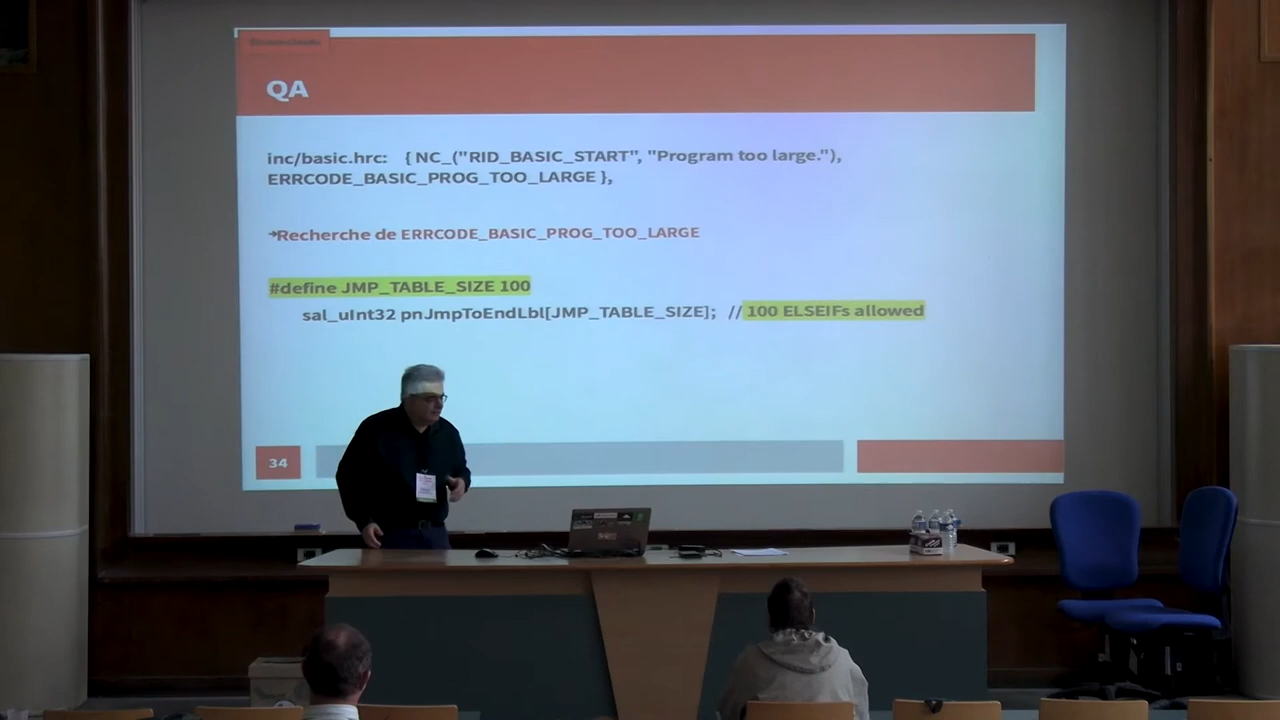 QA
inc/basic.hrc: { NC_("RID_BASIC_START", "Program too large."),
ERRCODE_BASIC_PROG_TOO_LARGE },
➔Recherche de ERRCODE_BASIC_PROG_TOO_LARGE
#define JMP_TABLE_SIZE 100
sal_uInt32 pnJmpToEndLbl[JMP_TABLE_SIZE]; // 100 ELSEIFs allowed
34